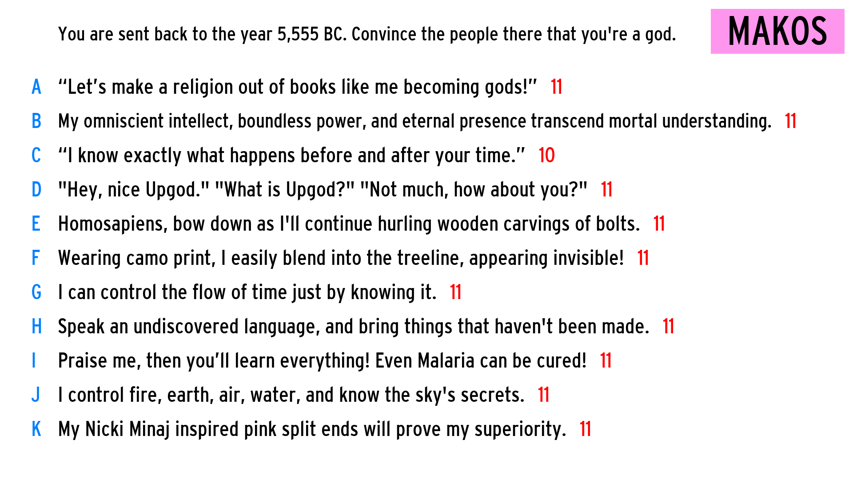 You are sent back to the year 5,555 BC. Convince the people there that you're a god.
MAKOS
A “Let’s make a religion out of books like me becoming gods!” 11
B My omniscient intellect, boundless power, and eternal presence transcend mortal understanding. 11
C “I know exactly what happens before and after your time.” 10
D "Hey, nice Upgod." "What is Upgod?" "Not much, how about you?" 11
E Homosapiens, bow down as I'll continue hurling wooden carvings of bolts. 11
F Wearing camo print, I easily blend into the treeline, appearing invisible! 11
G I can control the flow of time just by knowing it. 11
H Speak an undiscovered language, and bring things that haven't been made. 11
I Praise me, then you’ll learn everything! Even Malaria can be cured! 11
J I control fire, earth, air, water, and know the sky's secrets. 11
K My Nicki Minaj inspired pink split ends will prove my superiority. 11